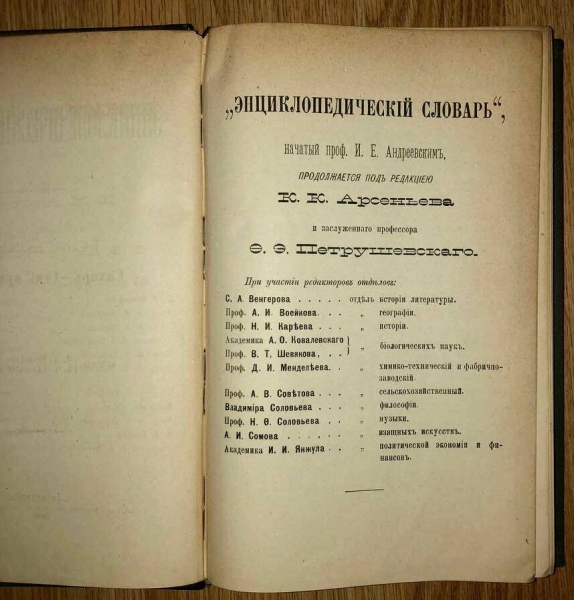 „ЭНЦИКЛОПЕДИЧЕСКІЙ СЛОВАРЬ“,
начатый проф. И. Е. Андреевскимъ,
ПРОДОЛЖАЕТСЯ ПОДЪ РЕДАКЦІЕЮ
К. К. Арсеньева
и заслуженнаго профессора
Ѳ. Ѳ. Петрушевскаго.
При участіи редакторовъ отдѣловъ:
С. А. Венгерова . . . . . отдѣлъ исторіи литературы.
Проф. А. И. Воейкова . . . „ географіи.
Проф. Н. И. Карѣева . . . „ исторіи.
Академика А. О. Ковалевскаго
Проф. В. Т. Шевякова . . . } „ біологическихъ наукъ.
Проф. Д. И. Менделѣева . . „ химико-техническій и фабрично-
заводскій.
Проф. А. В. Совѣтова . . . „ сельскохозяйственный.
Владиміра Соловьева . . . „ философіи.
Проф. Н. Ѳ. Соловьева . . . „ музыки.
А. И. Сомова . . . . . . „ изящныхъ искусствъ.
Академика И. И. Янжула . . „ политической экономіи и фи-
нансовъ.